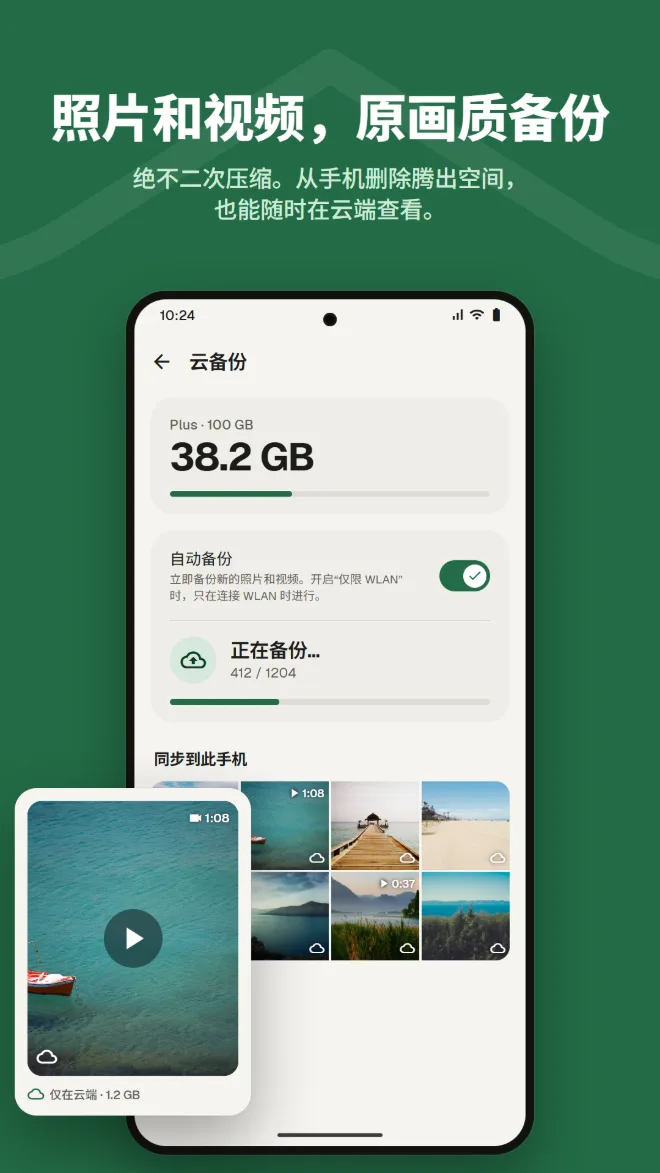 照片和视频，原画质备份
绝不二次压缩。从手机删除腾出空间，
也能随时在云端查看。
10:24
云备份
Plus · 100 GB
38.2 GB
自动备份
立即备份新的照片和视频。开启“仅限 WLAN”
时，只在连接 WLAN 时进行。
正在备份...
412 / 1204
同步到此手机
1:08
0:37
1:08
仅在云端 · 1.2 GB